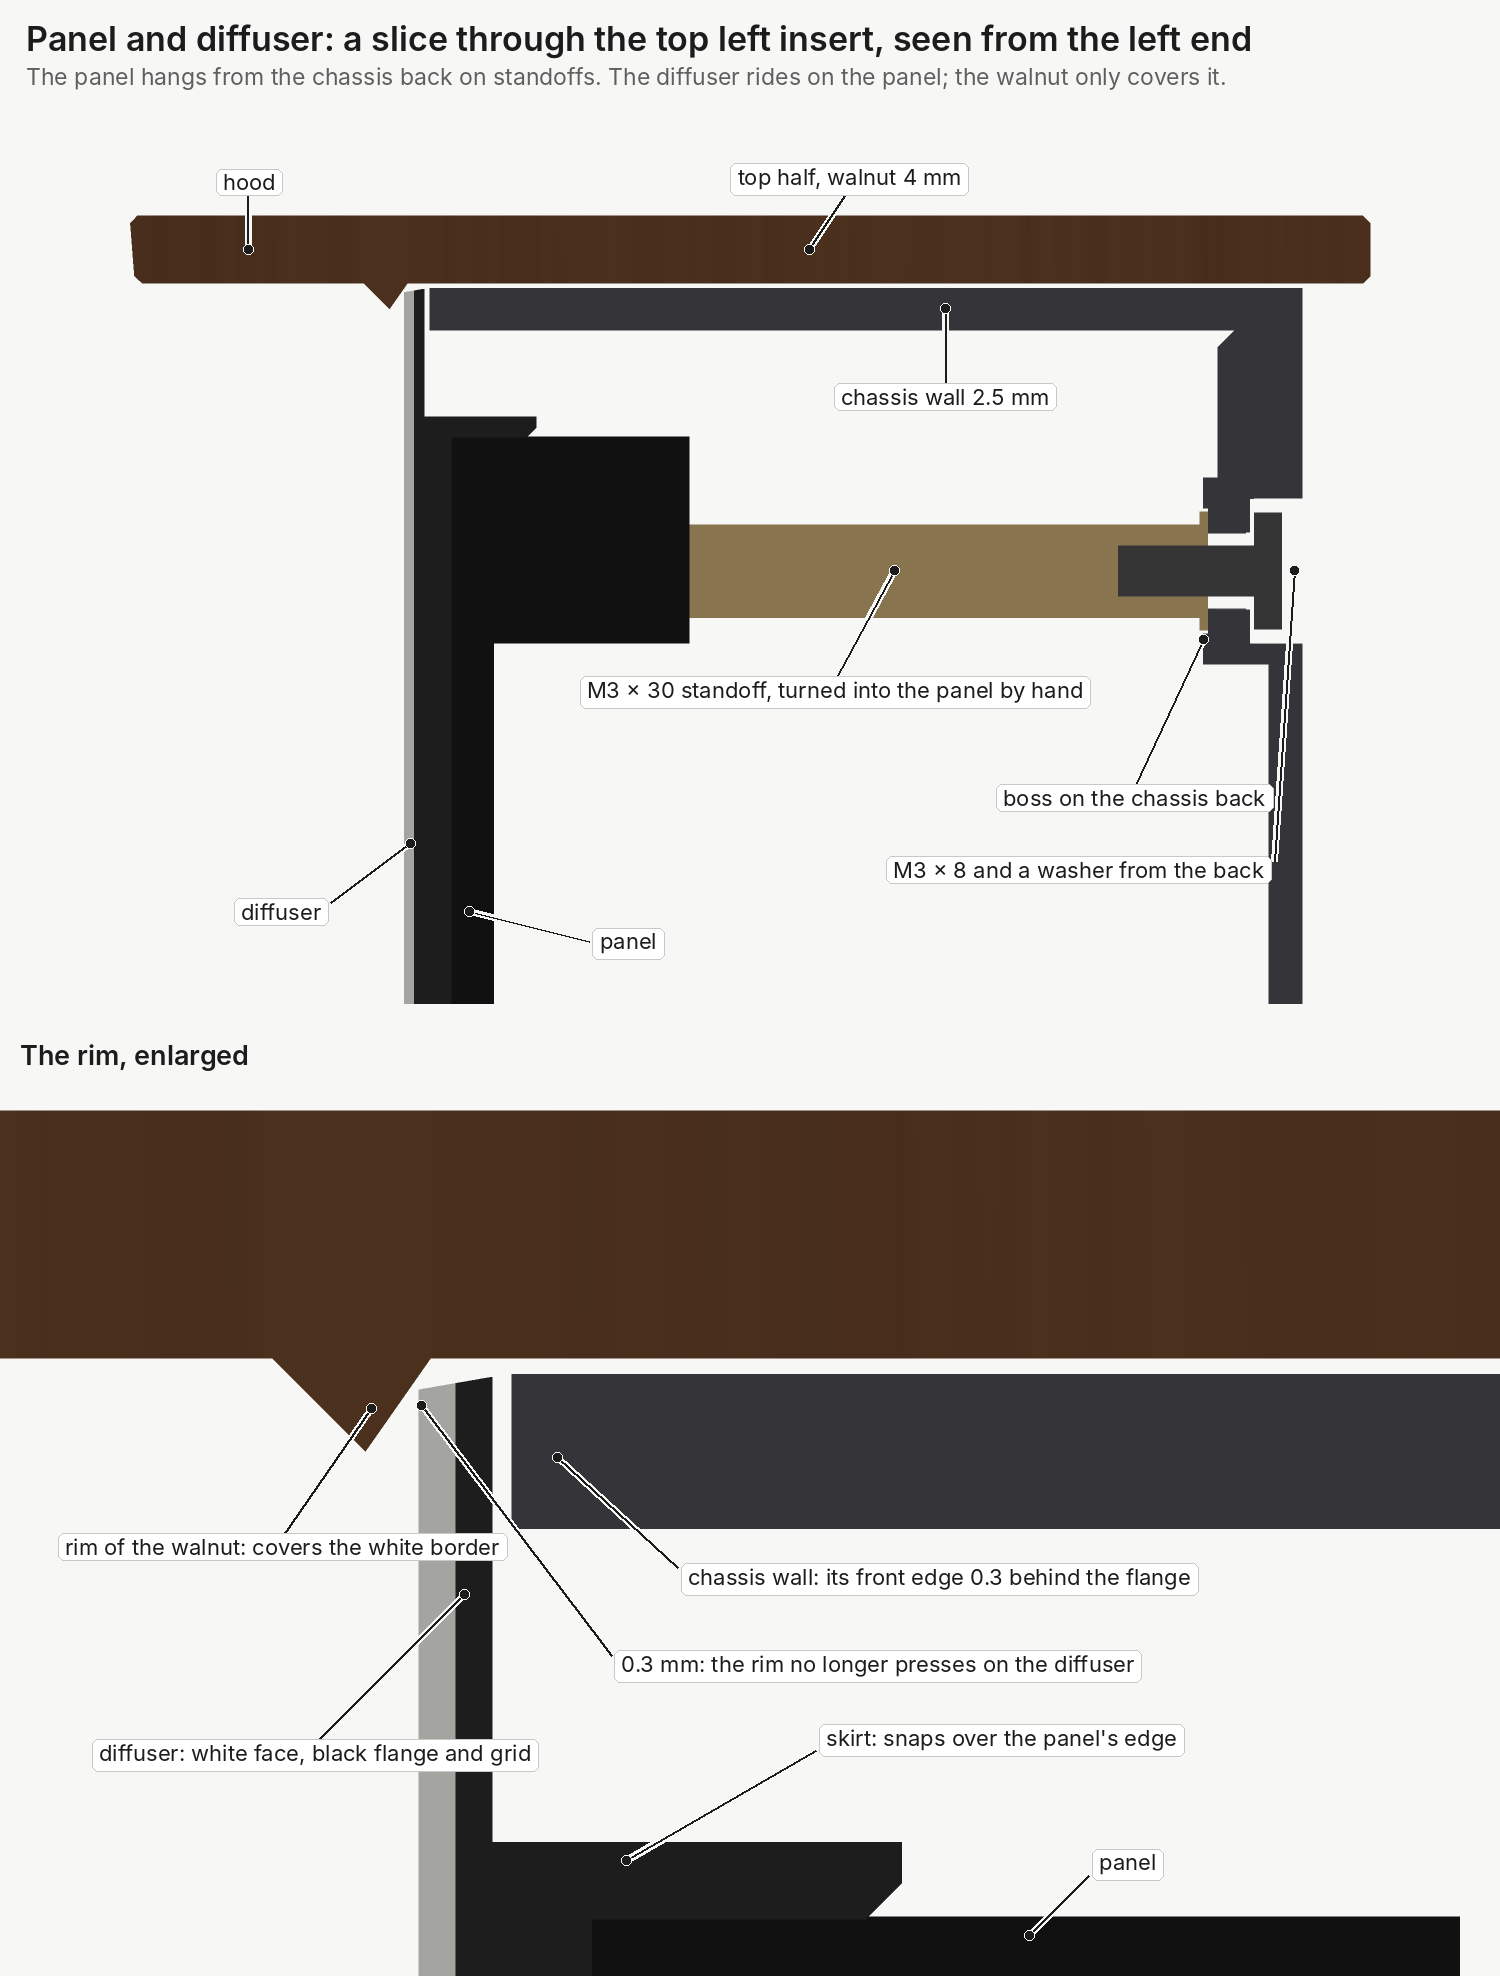 Panel and diffuser: a slice through the top left insert, seen from the left end
The panel hangs from the chassis back on standoffs. The diffuser rides on the panel; the walnut only covers it.
hood
top half, walnut 4 mm
chassis wall 2.5 mm
M3 × 30 standoff, turned into the panel by hand
boss on the chassis back
M3 × 8 and a washer from the back
diffuser
panel
The rim, enlarged
rim of the walnut: covers the white border
chassis wall: its front edge 0.3 behind the flange
0.3 mm: the rim no longer presses on the diffuser
diffuser: white face, black flange and grid
skirt: snaps over the panel's edge
panel